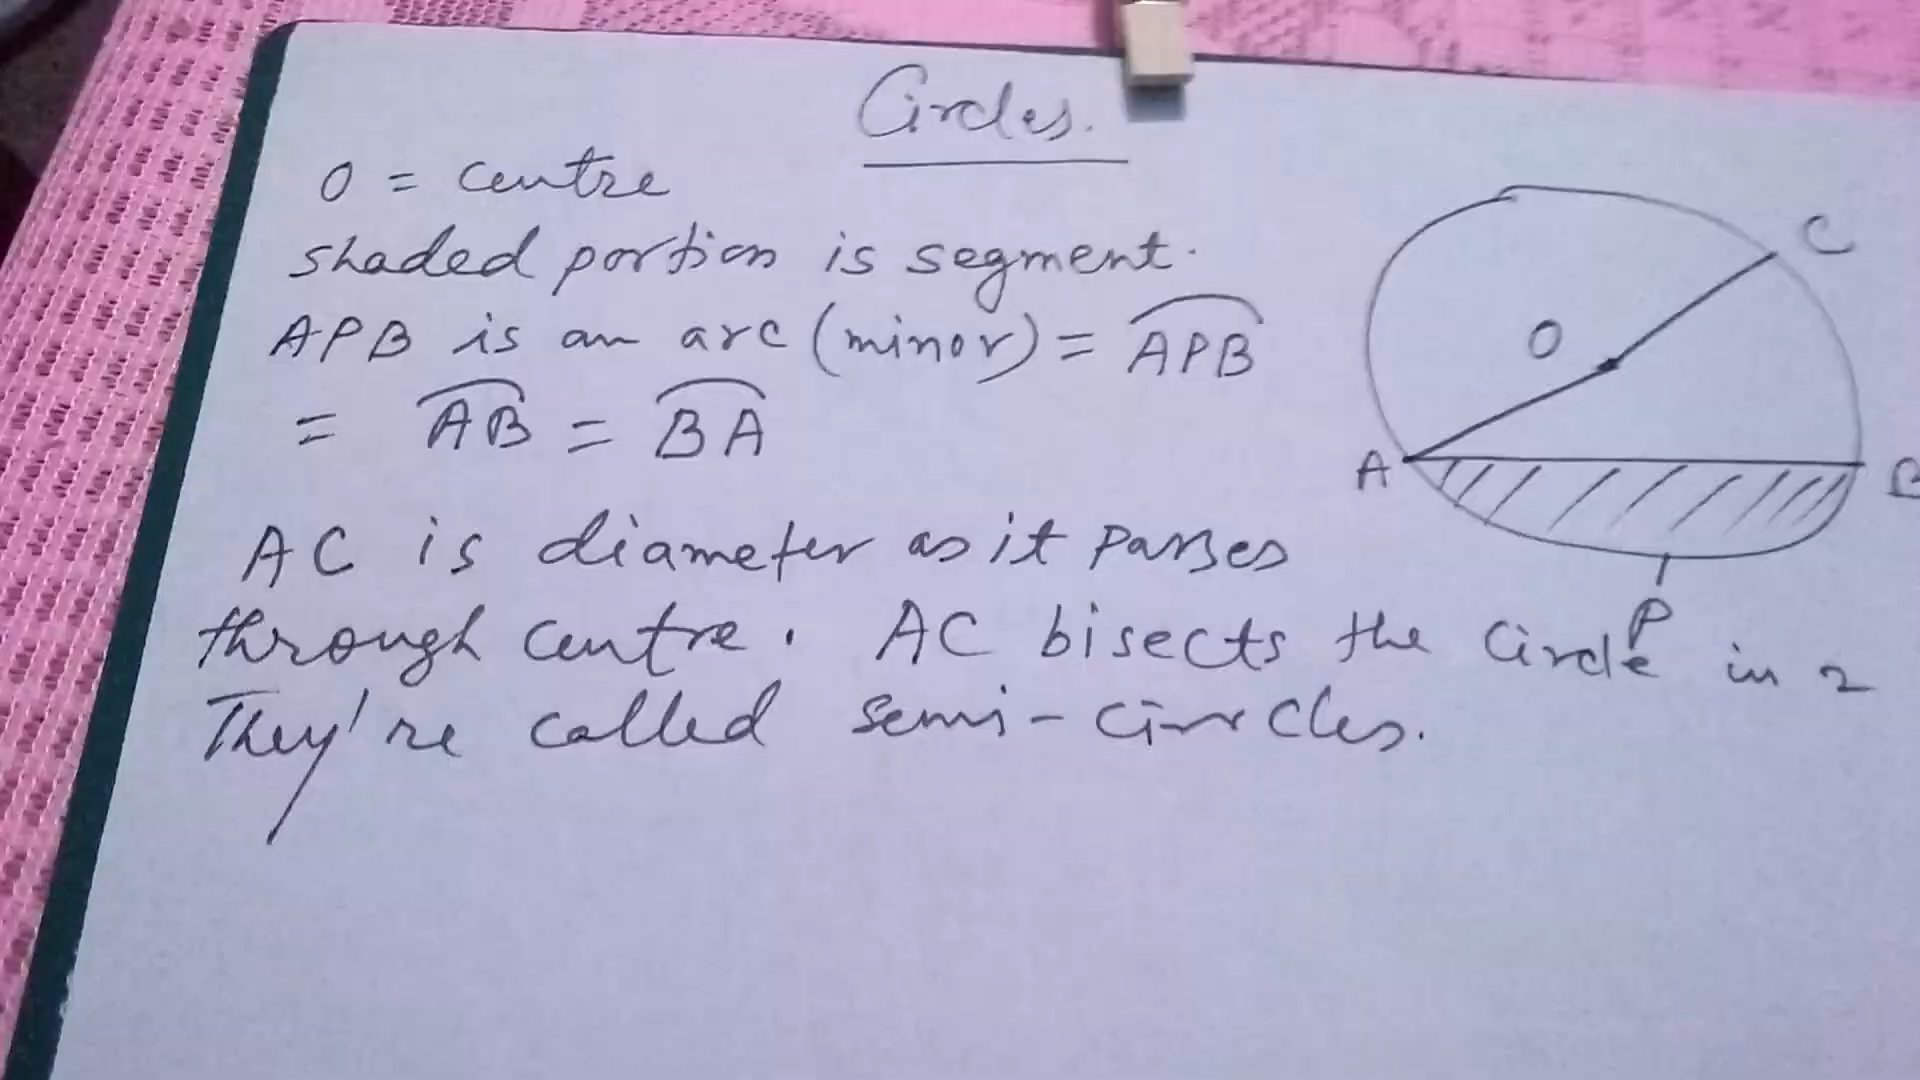 Circles.
O = centre
shaded portion is segment.
APB is an arc (minor) = APB
= AB = BA
AC is diameter as it passes
through centre. AC bisects the circle in 2
They're called semi-circles.
C
O
A
B
P